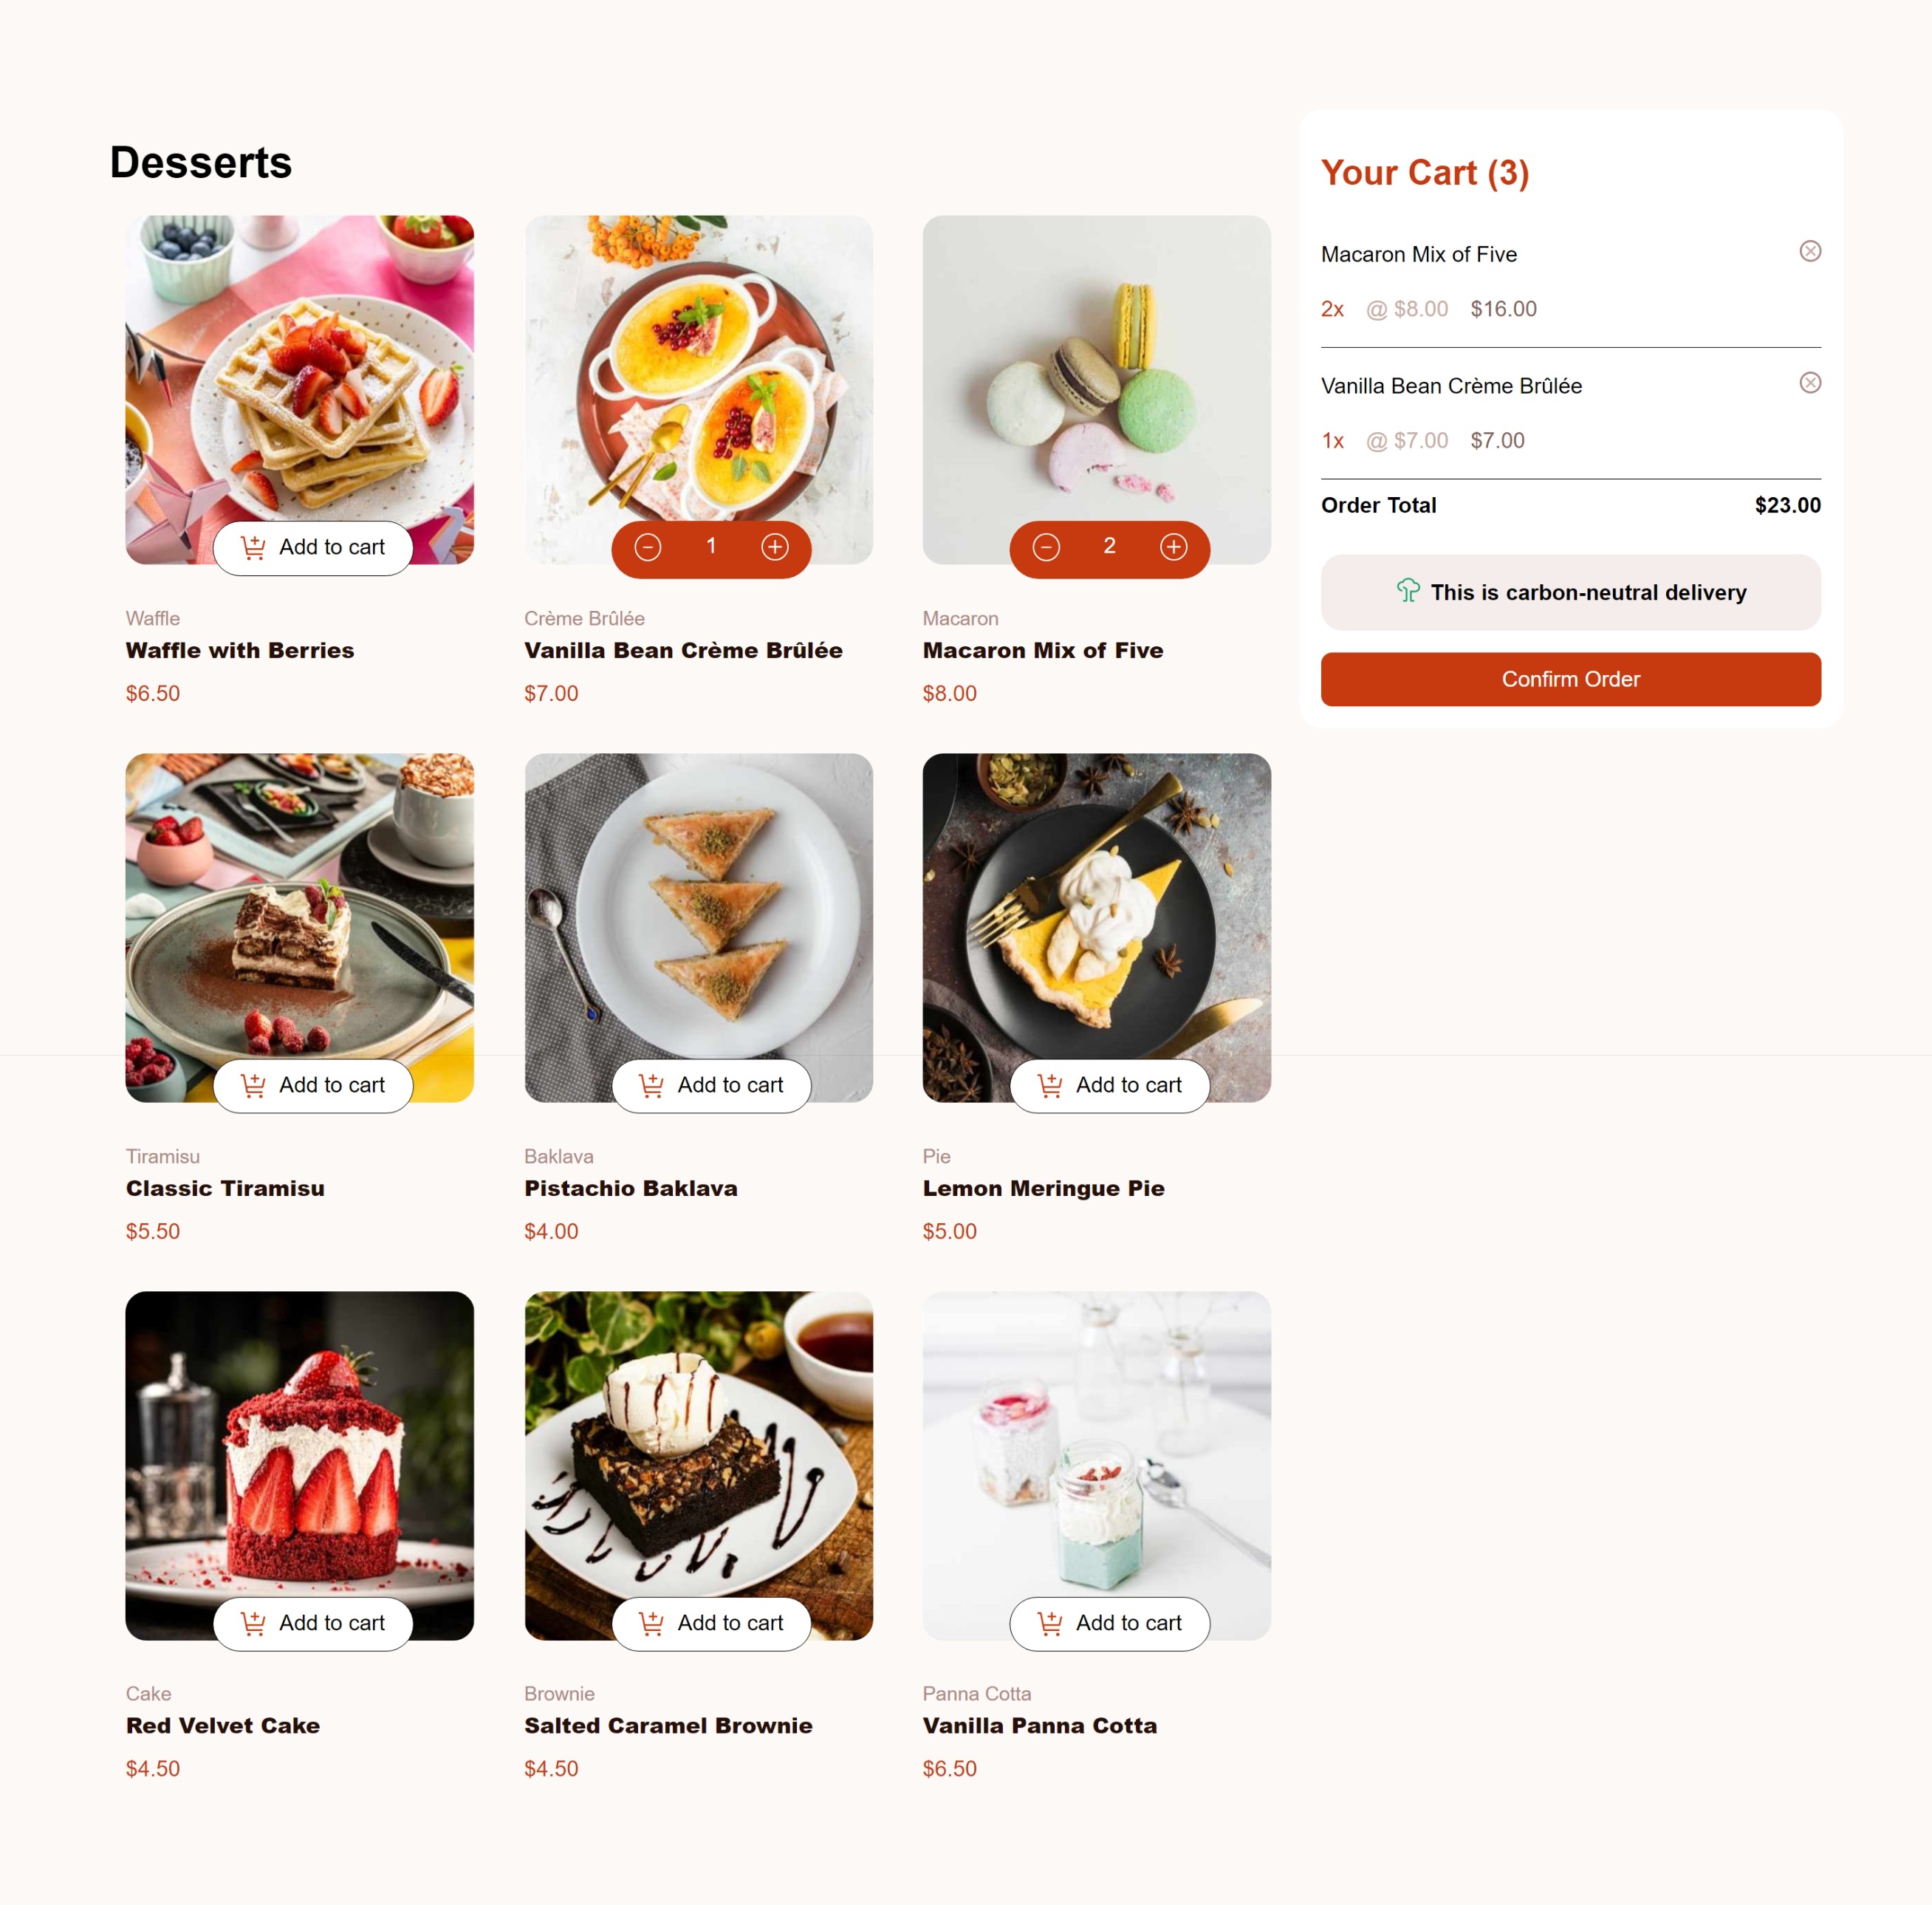 Desserts
Add to cart
1
2
Waffle
Crème Brûlée
Macaron
Waffle with Berries
Vanilla Bean Crème Brûlée
Macaron Mix of Five
$6.50
$7.00
$8.00
Add to cart
Add to cart
Add to cart
Tiramisu
Baklava
Pie
Classic Tiramisu
Pistachio Baklava
Lemon Meringue Pie
$5.50
$4.00
$5.00
Add to cart
Add to cart
Add to cart
Cake
Brownie
Panna Cotta
Red Velvet Cake
Salted Caramel Brownie
Vanilla Panna Cotta
$4.50
$4.50
$6.50
Your Cart (3)
Macaron Mix of Five
2x @ $8.00 $16.00
Vanilla Bean Crème Brûlée
1x @ $7.00 $7.00
Order Total $23.00
This is carbon-neutral delivery
Confirm Order